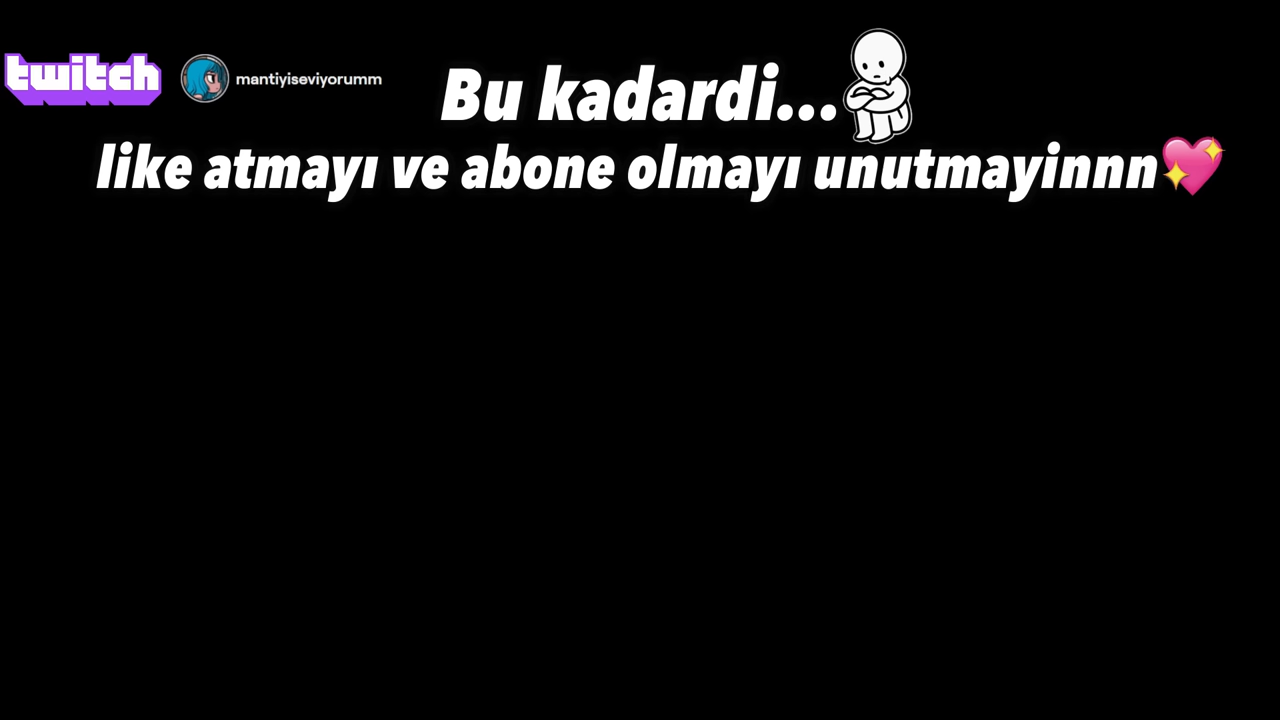 twitch mantiyiseviyorumm
Bu kadardi...
like atmayı ve abone olmayı unutmayinnn💖